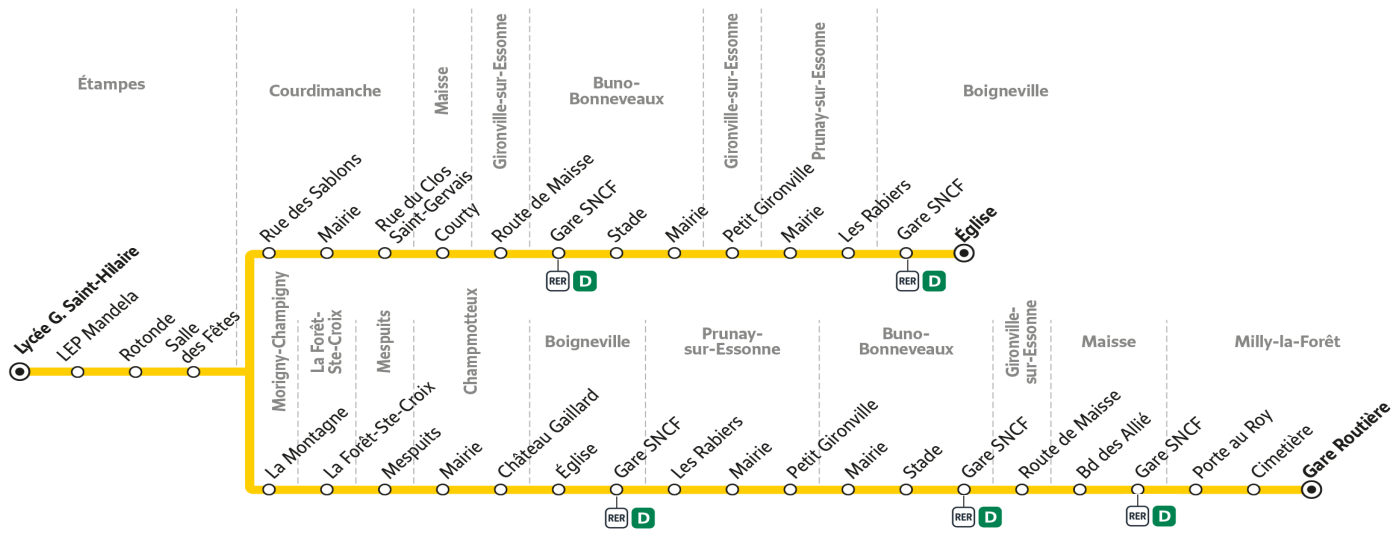 Étampes
Courdimanche
Maisse
Gironville-sur-Essonne
Buno-
Bonneveaux
Gironville-sur-Essonne
Prunay-sur-Essonne
Boigneville
Lycée G. Saint-Hilaire
LEP Mandela
Rotonde
Salle
des Fêtes
Rue des Sablons
Mairie
Rue du Clos
Saint-Gervais
Courty
Route de Maisse
Gare SNCF
Stade
Mairie
Petit Gironville
Mairie
Les Rabiers
Gare SNCF
Église
RER D
RER D
Morigny-Champigny
La Forêt-
Ste-Croix
Mespuits
Champmotteux
Boigneville
Prunay-
sur-Essonne
Buno-
Bonneveaux
Gironville-
sur-Essonne
Maisse
Milly-la-Forêt
La Montagne
La Forêt-Ste-Croix
Mespuits
Mairie
Château Gaillard
Église
Gare SNCF
Les Rabiers
Mairie
Petit Gironville
Mairie
Stade
Gare SNCF
Route de Maisse
Bd des Allié
Gare SNCF
Porte au Roy
Cimetière
Gare Routière
RER D
RER D
RER D